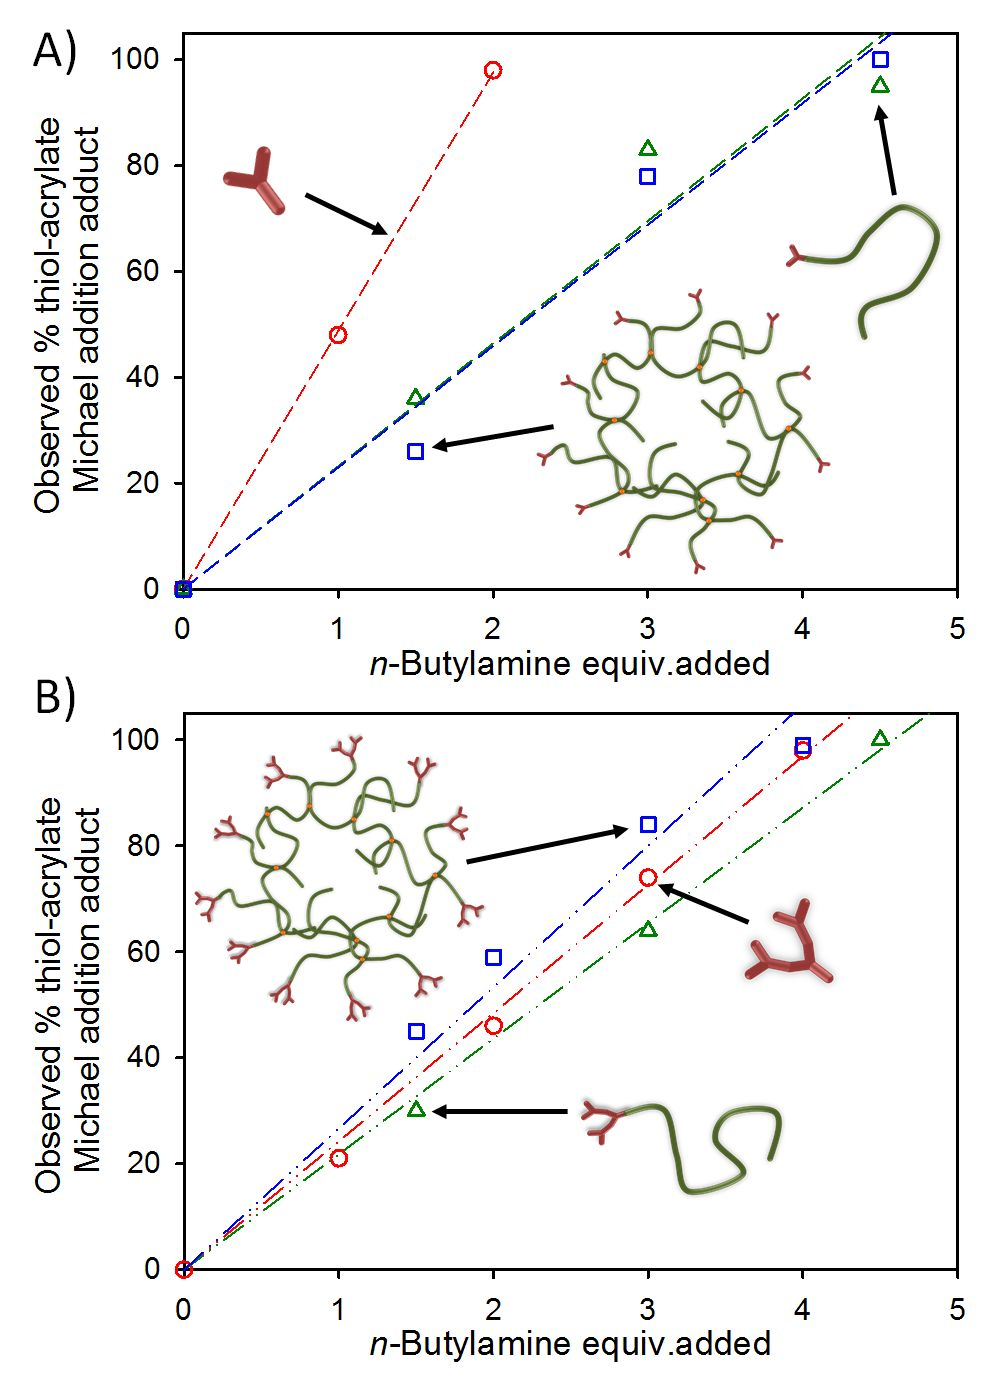 A)
Observed % thiol-acrylate
Michael addition adduct
100
80
60
40
20
0
0 1 2 3 4 5
n-Butylamine equiv.added
B)
Observed % thiol-acrylate
Michael addition adduct
100
80
60
40
20
0
0 1 2 3 4 5
n-Butylamine equiv.added